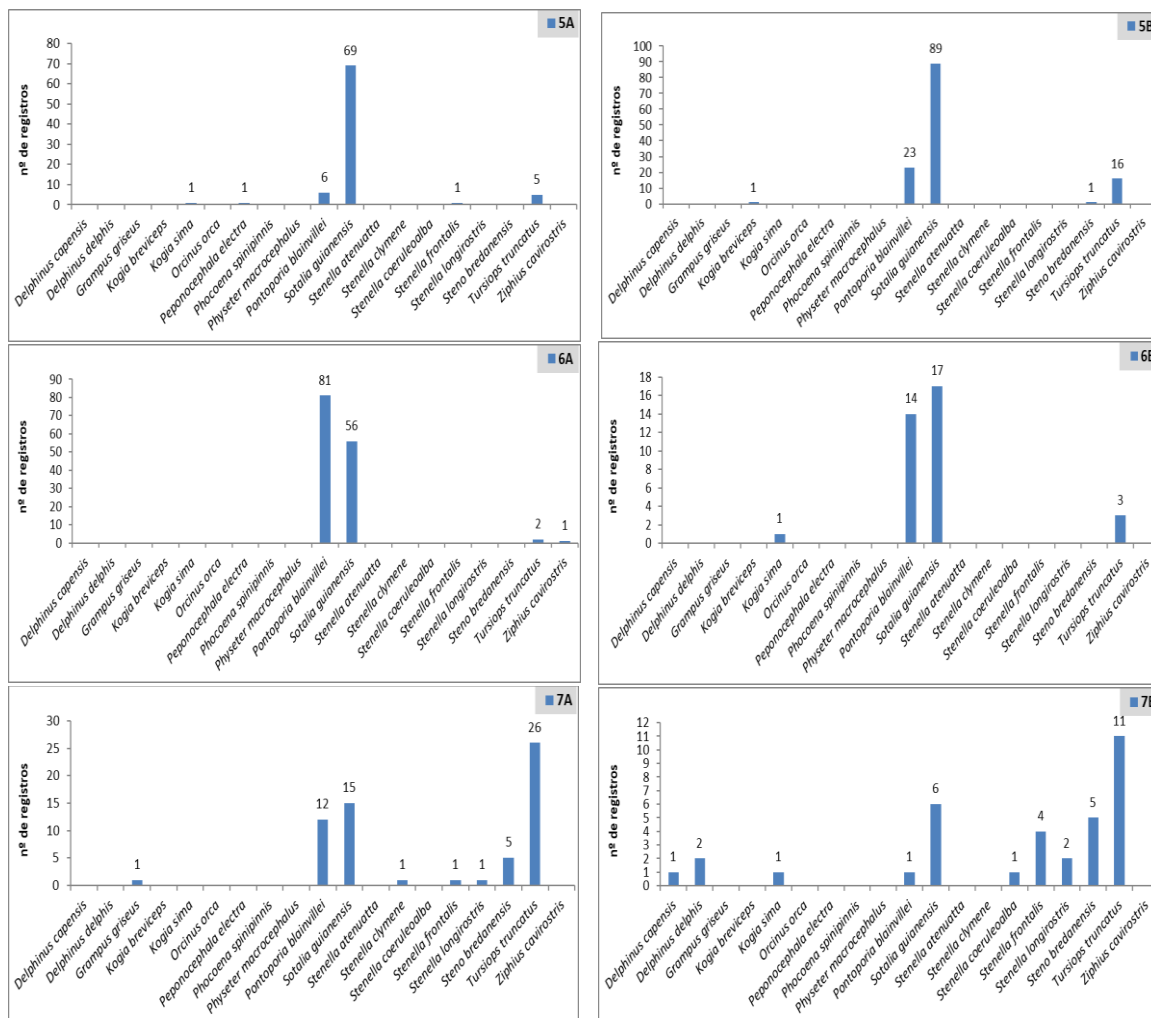 5A
nº de registros
80
70
60
50
40
30
20
10
0
1
1
6
69
1
5
Delphinus capensis
Delphinus delphis
Grampus griseus
Kogia breviceps
Kogia sima
Orcinus orca
Peponocephala electra
Phocoena spinipinnis
Physeter macrocephalus
Pontoporia blainvillei
Sotalia guianensis
Stenella atenuatta
Stenella clymene
Stenella coeruleoalba
Stenella frontalis
Stenella longirostris
Steno bredanensis
Tursiops truncatus
Ziphius cavirostris
5B
nº de registros
100
90
80
70
60
50
40
30
20
10
0
1
23
89
1
16
Delphinus capensis
Delphinus delphis
Grampus griseus
Kogia breviceps
Kogia sima
Orcinus orca
Peponocephala electra
Phocoena spinipinnis
Physeter macrocephalus
Pontoporia blainvillei
Sotalia guianensis
Stenella atenuatta
Stenella clymene
Stenella coeruleoalba
Stenella frontalis
Stenella longirostris
Steno bredanensis
Tursiops truncatus
Ziphius cavirostris
6A
nº de registros
90
80
70
60
50
40
30
20
10
0
81
56
2
1
Delphinus capensis
Delphinus delphis
Grampus griseus
Kogia breviceps
Kogia sima
Orcinus orca
Peponocephala electra
Phocoena spinipinnis
Physeter macrocephalus
Pontoporia blainvillei
Sotalia guianensis
Stenella atenuatta
Stenella clymene
Stenella coeruleoalba
Stenella frontalis
Stenella longirostris
Steno bredanensis
Tursiops truncatus
Ziphius cavirostris
6B
nº de registros
18
16
14
12
10
8
6
4
2
0
1
14
17
3
Delphinus capensis
Delphinus delphis
Grampus griseus
Kogia breviceps
Kogia sima
Orcinus orca
Peponocephala electra
Phocoena spinipinnis
Physeter macrocephalus
Pontoporia blainvillei
Sotalia guianensis
Stenella atenuatta
Stenella clymene
Stenella coeruleoalba
Stenella frontalis
Stenella longirostris
Steno bredanensis
Tursiops truncatus
Ziphius cavirostris
7A
nº de registros
30
25
20
15
10
5
0
1
12
15
1
1
1
5
26
Delphinus capensis
Delphinus delphis
Grampus griseus
Kogia breviceps
Kogia sima
Orcinus orca
Peponocephala electra
Phocoena spinipinnis
Physeter macrocephalus
Pontoporia blainvillei
Sotalia guianensis
Stenella atenuatta
Stenella clymene
Stenella coeruleoalba
Stenella frontalis
Stenella longirostris
Steno bredanensis
Tursiops truncatus
Ziphius cavirostris
7B
nº de registros
12
11
10
9
8
7
6
5
4
3
2
1
0
1
2
1
1
6
1
4
2
5
11
Delphinus capensis
Delphinus delphis
Grampus griseus
Kogia breviceps
Kogia sima
Orcinus orca
Peponocephala electra
Phocoena spinipinnis
Physeter macrocephalus
Pontoporia blainvillei
Sotalia guianensis
Stenella atenuatta
Stenella clymene
Stenella coeruleoalba
Stenella frontalis
Stenella longirostris
Steno bredanensis
Tursiops truncatus
Ziphius cavirostris